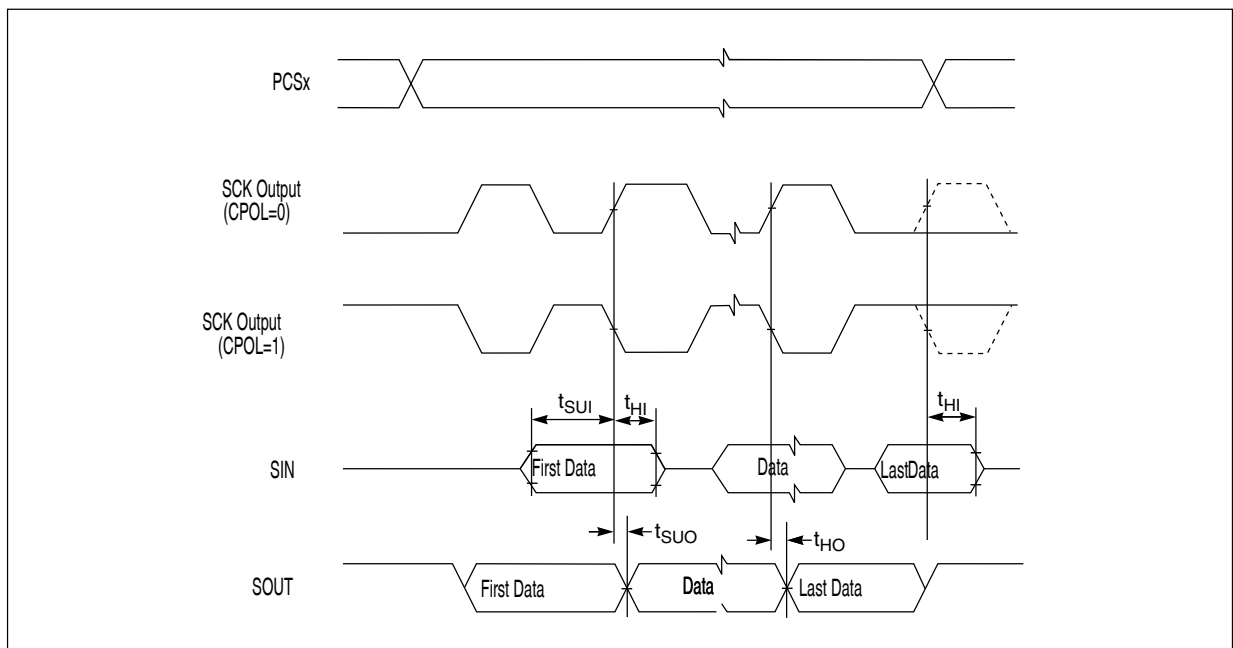 PCSx
SCK Output
(CPOL=0)
SCK Output
(CPOL=1)
tSUI
tHI
tHI
SIN
First Data
Data
LastData
tSUO
tHO
SOUT
First Data
Data
Last Data